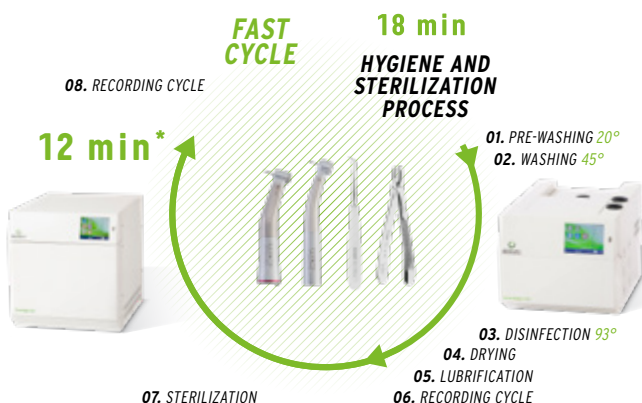 FAST
CYCLE
18 min
HYGIENE AND
STERILIZATION
PROCESS
08. RECORDING CYCLE
12 min*
01. PRE-WASHING 20°
02. WASHING 45°
03. DISINFECTION 93°
04. DRYING
05. LUBRIFICATION
06. RECORDING CYCLE
07. STERILIZATION